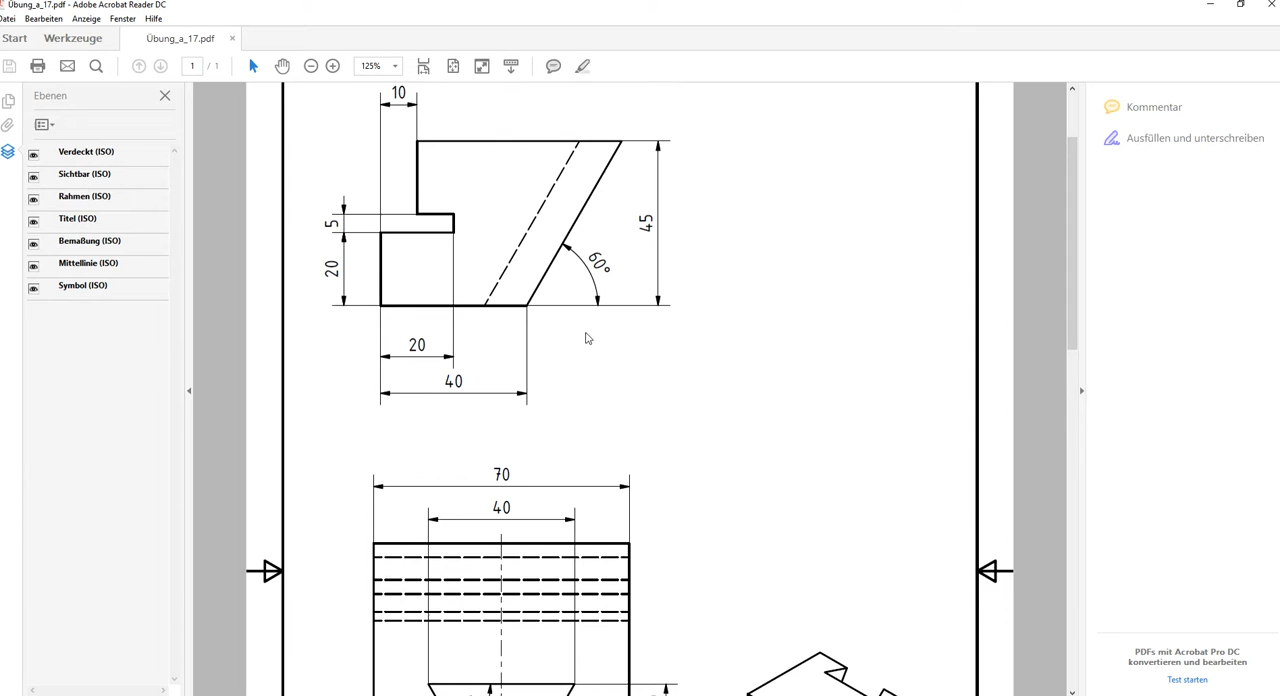 Übung_a_17.pdf - Adobe Acrobat Reader DC
Datei Bearbeiten Anzeige Fenster Hilfe
Start Werkzeuge Übung_a_17.pdf ×
1 / 1 125%
Ebenen
Verdeckt (ISO)
Sichtbar (ISO)
Rahmen (ISO)
Titel (ISO)
Bemaßung (ISO)
Mittellinie (ISO)
Symbol (ISO)
10
5
20
45
60°
20
40
70
40
Kommentar
Ausfüllen und unterschreiben
PDFs mit Acrobat Pro DC
konvertieren und bearbeiten
Test starten